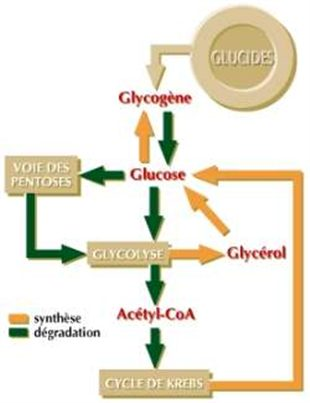 GLUCIDES
Glycogène
VOIE DES
PENTOSES
Glucose
GLYCOLYSE
Glycérol
Acétyl-CoA
synthèse
dégradation
CYCLE DE KREBS